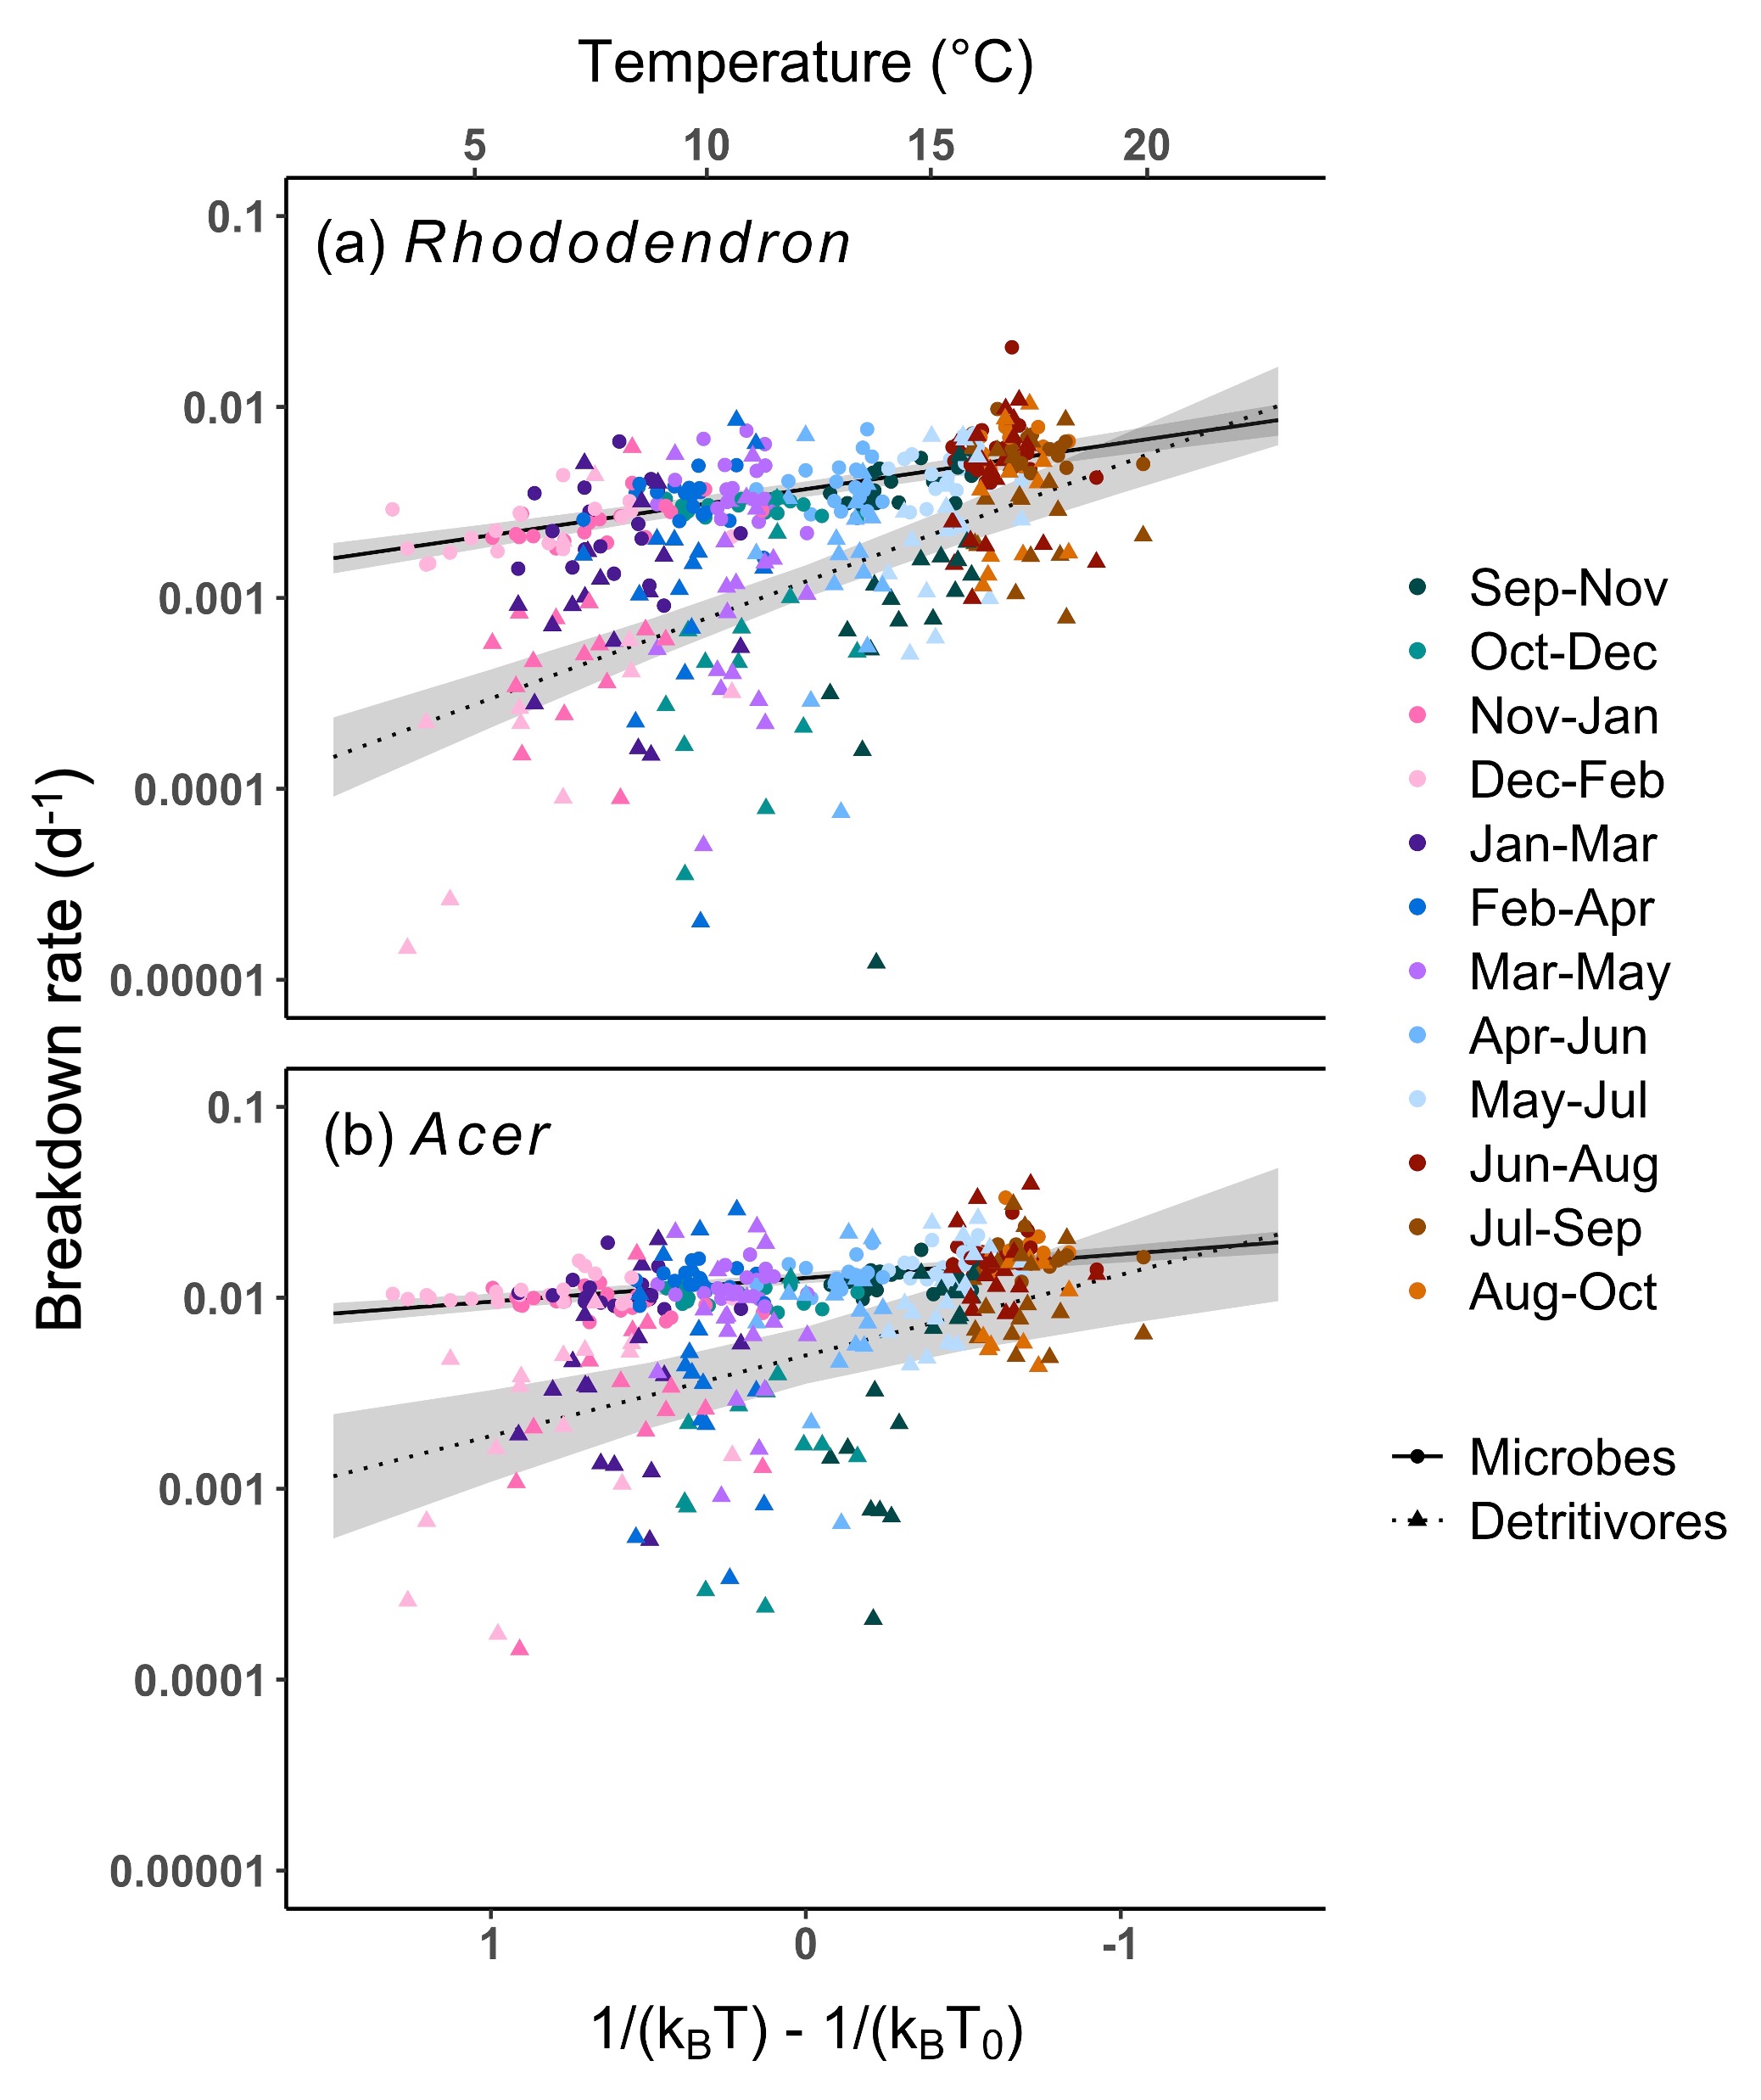 Temperature (°C)
5 10 15 20
0.1
(a) Rhododendron
0.01
0.001
0.0001
0.00001
Breakdown rate (d-1)
0.1
(b) Acer
0.01
0.001
0.0001
0.00001
1 0 -1
1/(kBT) - 1/(kBT0)
Sep-Nov
Oct-Dec
Nov-Jan
Dec-Feb
Jan-Mar
Feb-Apr
Mar-May
Apr-Jun
May-Jul
Jun-Aug
Jul-Sep
Aug-Oct
Microbes
Detritivores